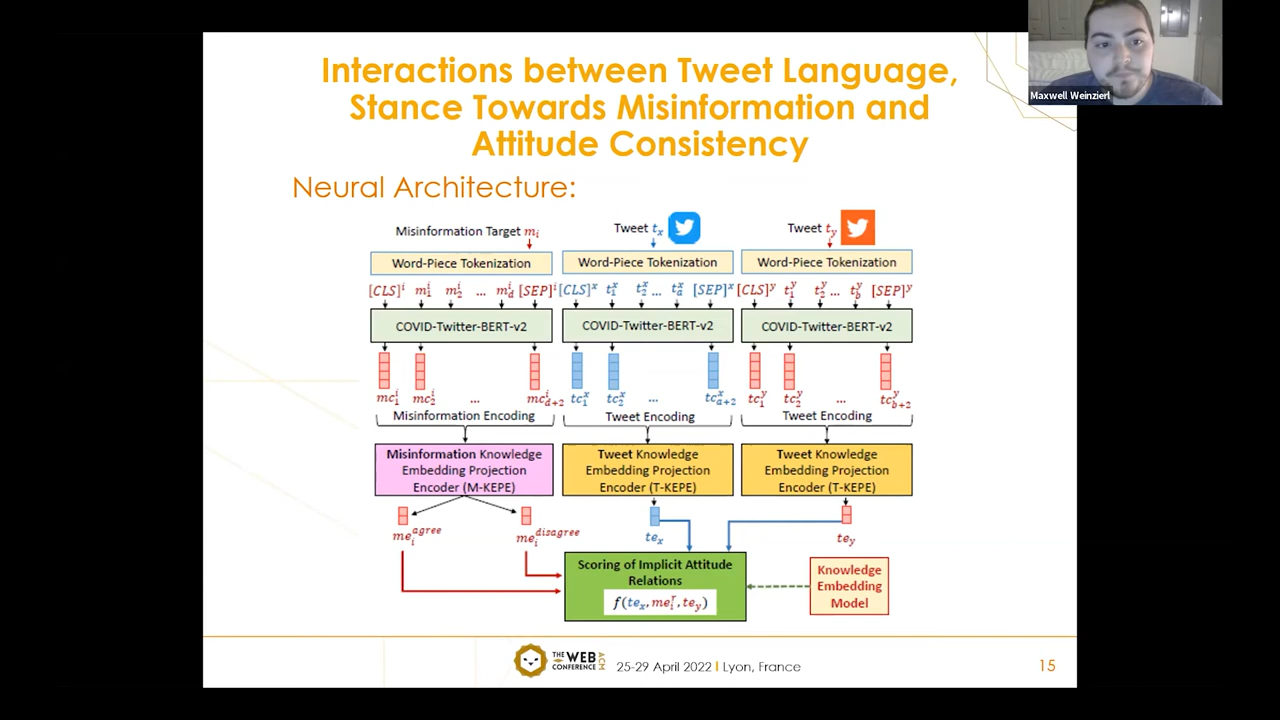 Maxwell Weinzierl
Interactions between Tweet Language,
Stance Towards Misinformation and
Attitude Consistency
Neural Architecture:
Misinformation Target mᵢ
Tweet tₓ
Tweet t_y
Word-Piece Tokenization
Word-Piece Tokenization
Word-Piece Tokenization
[CLS]ⁱ m₁ⁱ m₂ⁱ ... m_dⁱ [SEP]ⁱ
[CLS]ˣ t₁ˣ t₂ˣ ... t_aˣ [SEP]ˣ
[CLS]ʸ t₁ʸ t₂ʸ ... t_bʸ [SEP]ʸ
COVID-Twitter-BERT-v2
COVID-Twitter-BERT-v2
COVID-Twitter-BERT-v2
mc₁ⁱ mc₂ⁱ ... mc_{d+2}ⁱ
tc₁ˣ tc₂ˣ ... tc_{a+2}ˣ
tc₁ʸ tc₂ʸ ... tc_{b+2}ʸ
Misinformation Encoding
Tweet Encoding
Tweet Encoding
Misinformation Knowledge
Embedding Projection
Encoder (M-KEPE)
Tweet Knowledge
Embedding Projection
Encoder (T-KEPE)
Tweet Knowledge
Embedding Projection
Encoder (T-KEPE)
meᵢ^agree
meᵢ^disagree
teₓ
te_y
Scoring of Implicit Attitude
Relations
f(teₓ, meᵢʳ, te_y)
Knowledge
Embedding
Model
THE WEB
CONFERENCE
ACM
25-29 April 2022 I Lyon, France
15